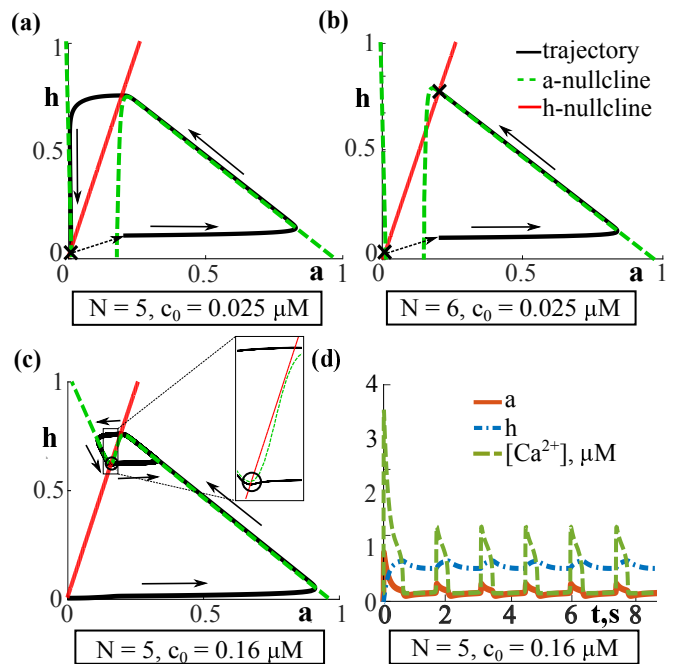 (a)
1
h
0.5
0
0
0.5
a
1
N = 5, c₀ = 0.025 µM
(b)
1
h
0.5
0
0
0.5
a
1
trajectory
a-nullcline
h-nullcline
N = 6, c₀ = 0.025 µM
(c)
1
h
0.5
0
0
0.5
a
1
N = 5, c₀ = 0.16 µM
(d)
4
3
2
1
0
a
h
[Ca²⁺], µM
0
2
4
6
t,s
8
N = 5, c₀ = 0.16 µM